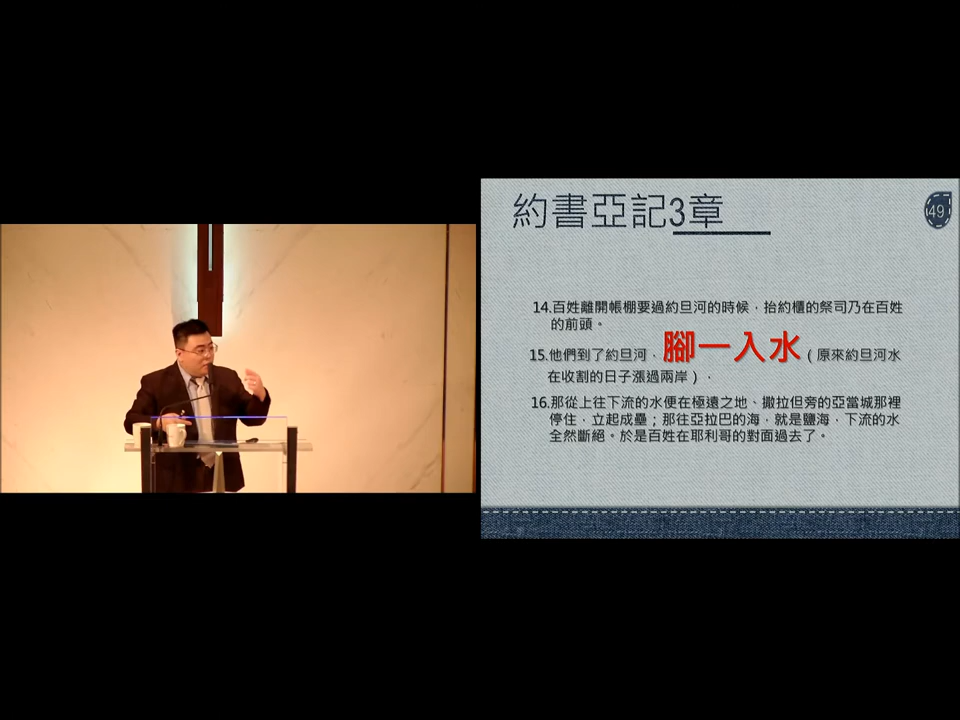 約書亞記3章
49
14.百姓離開帳棚要過約旦河的時候，抬約櫃的祭司乃在百姓
的前頭。
15.他們到了約旦河，腳一入水（原來約旦河水
在收割的日子漲過兩岸），
16.那從上往下流的水便在極遠之地、撒拉但旁的亞當城那裡
停住，立起成壘；那往亞拉巴的海，就是鹽海，下流的水
全然斷絕。於是百姓在耶利哥的對面過去了。